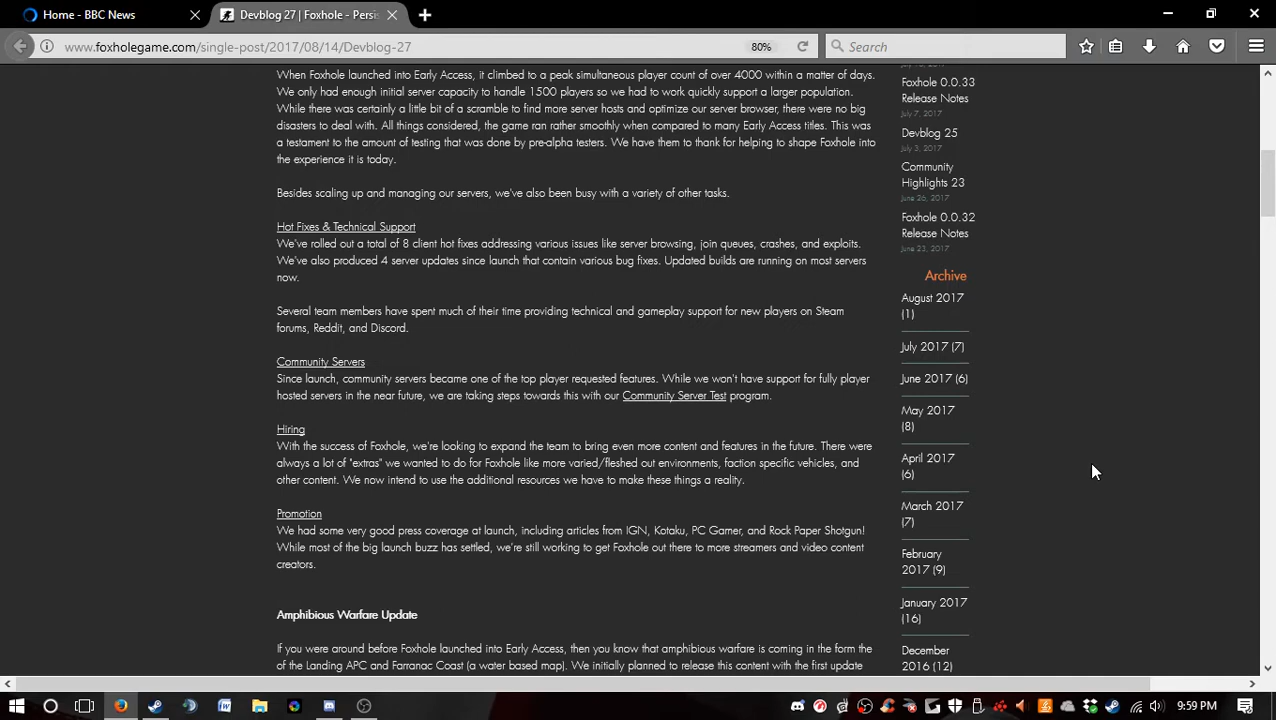 Home - BBC News
Devblog 27 | Foxhole - Persi
www.foxholegame.com/single-post/2017/08/14/Devblog-27
80%
Search
When Foxhole launched into Early Access, it climbed to a peak simultaneous player count of over 4000 within a matter of days.
We only had enough initial server capacity to handle 1500 players so we had to work quickly support a larger population.
While there was certainly a little bit of a scramble to find more server hosts and optimize our server browser, there were no big
disasters to deal with. All things considered, the game ran rather smoothly when compared to many Early Access titles. This was
a testament to the amount of testing that was done by pre-alpha testers. We have them to thank for helping to shape Foxhole into
the experience it is today.
Besides scaling up and managing our servers, we've also been busy with a variety of other tasks.
Hot Fixes & Technical Support
We've rolled out a total of 8 client hot fixes addressing various issues like server browsing, join queues, crashes, and exploits.
We've also produced 4 server updates since launch that contain various bug fixes. Updated builds are running on most servers
now.
Several team members have spent much of their time providing technical and gameplay support for new players on Steam
forums, Reddit, and Discord.
Community Servers
Since launch, community servers became one of the top player requested features. While we won't have support for fully player
hosted servers in the near future, we are taking steps towards this with our Community Server Test program.
Hiring
With the success of Foxhole, we're looking to expand the team to bring even more content and features in the future. There were
always a lot of "extras" we wanted to do for Foxhole like more varied/fleshed out environments, faction specific vehicles, and
other content. We now intend to use the additional resources we have to make these things a reality.
Promotion
We had some very good press coverage at launch, including articles from IGN, Kotaku, PC Gamer, and Rock Paper Shotgun!
While most of the big launch buzz has settled, we're still working to get Foxhole out there to more streamers and video content
creators.
Amphibious Warfare Update
If you were around before Foxhole launched into Early Access, then you know that amphibious warfare is coming in the form the
of the Landing APC and Farranac Coast (a water based map). We initially planned to release this content with the first update
Foxhole 0.0.33
Release Notes
July 7, 2017
Devblog 25
July 3, 2017
Community
Highlights 23
June 26, 2017
Foxhole 0.0.32
Release Notes
June 23, 2017
Archive
August 2017
(1)
July 2017 (7)
June 2017 (6)
May 2017
(8)
April 2017
(6)
March 2017
(7)
February
2017 (9)
January 2017
(16)
December
2016 (12)
9:59 PM